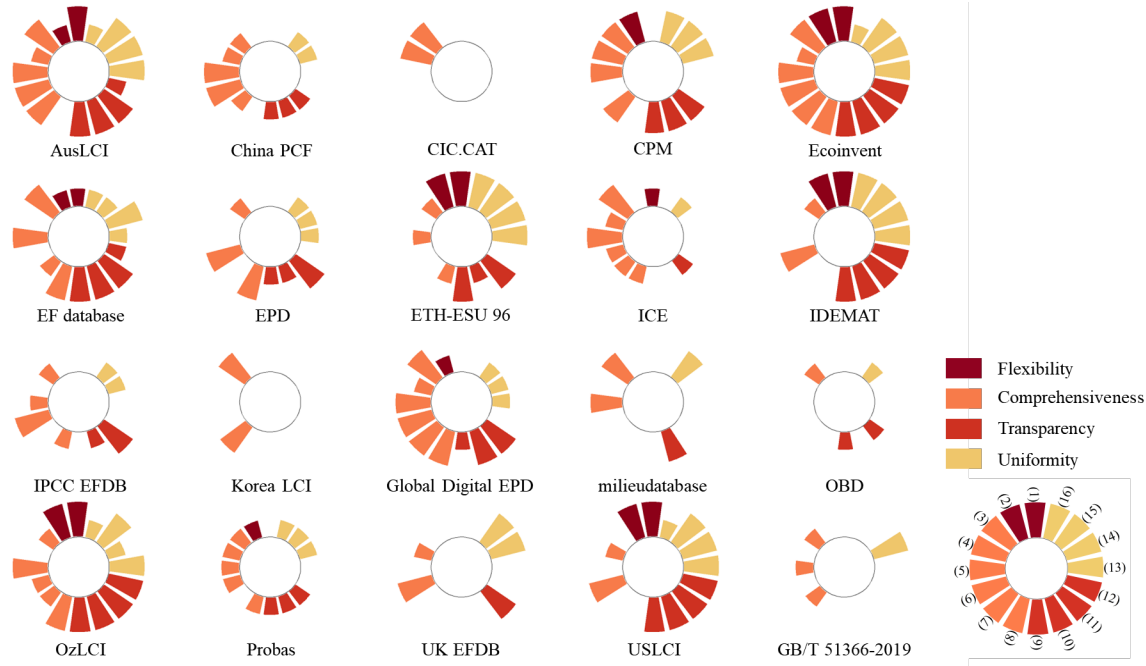 AusLCI
China PCF
CIC.CAT
CPM
Ecoinvent
EF database
EPD
ETH-ESU 96
ICE
IDEMAT
IPCC EFDB
Korea LCI
Global Digital EPD
milieudatabase
OBD
OzLCI
Probas
UK EFDB
USLCI
GB/T 51366-2019
Flexibility
Comprehensiveness
Transparency
Uniformity
(1)
(2)
(3)
(4)
(5)
(6)
(7)
(8)
(9)
(10)
(11)
(12)
(13)
(14)
(15)
(16)